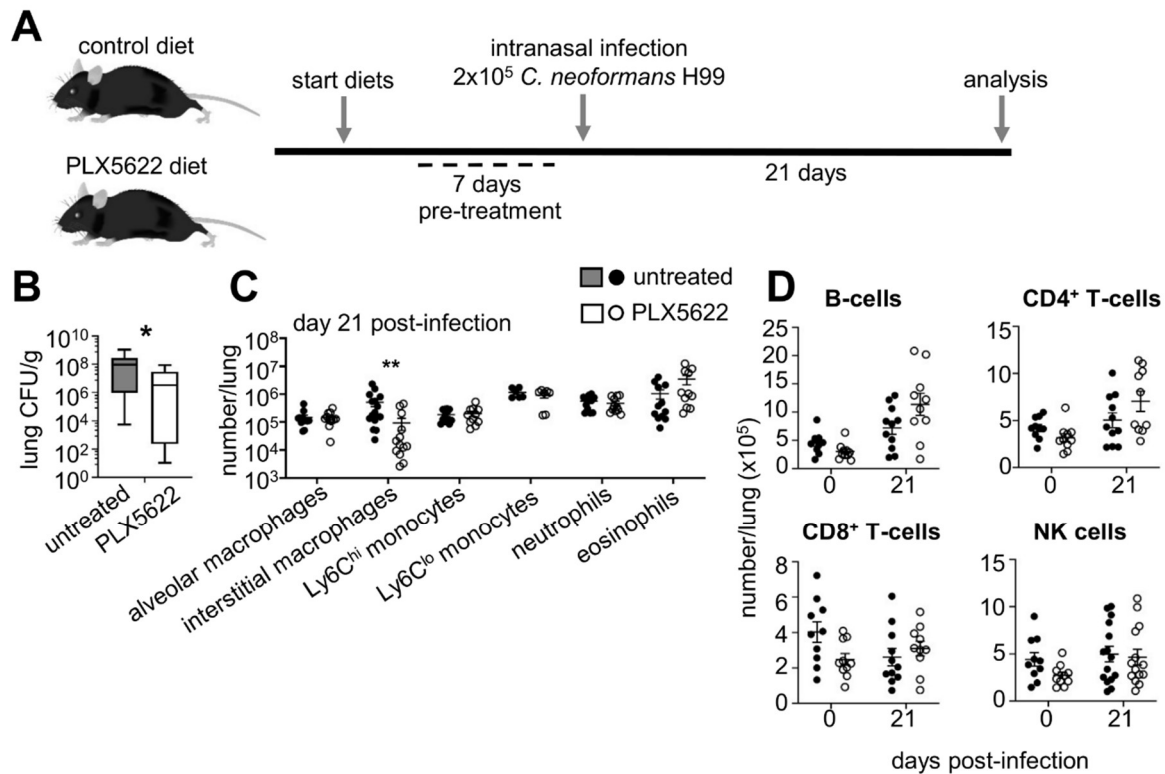 A
control diet
PLX5622 diet
start diets
intranasal infection
2x10⁵ C. neoformans H99
analysis
7 days
pre-treatment
21 days
B
*
lung CFU/g
10¹⁰
10⁸
10⁶
10⁴
10²
10⁰
untreated
PLX5622
C
untreated
PLX5622
day 21 post-infection
**
number/lung
10⁸
10⁷
10⁶
10⁵
10⁴
10³
alveolar macrophages
interstitial macrophages
Ly6Cʰⁱ monocytes
Ly6Cˡᵒ monocytes
neutrophils
eosinophils
D
number/lung (x10⁵)
B-cells
25
20
15
10
5
0
21
CD4⁺ T-cells
15
10
5
0
0
21
CD8⁺ T-cells
8
6
4
2
0
0
21
NK cells
15
10
5
0
0
21
days post-infection